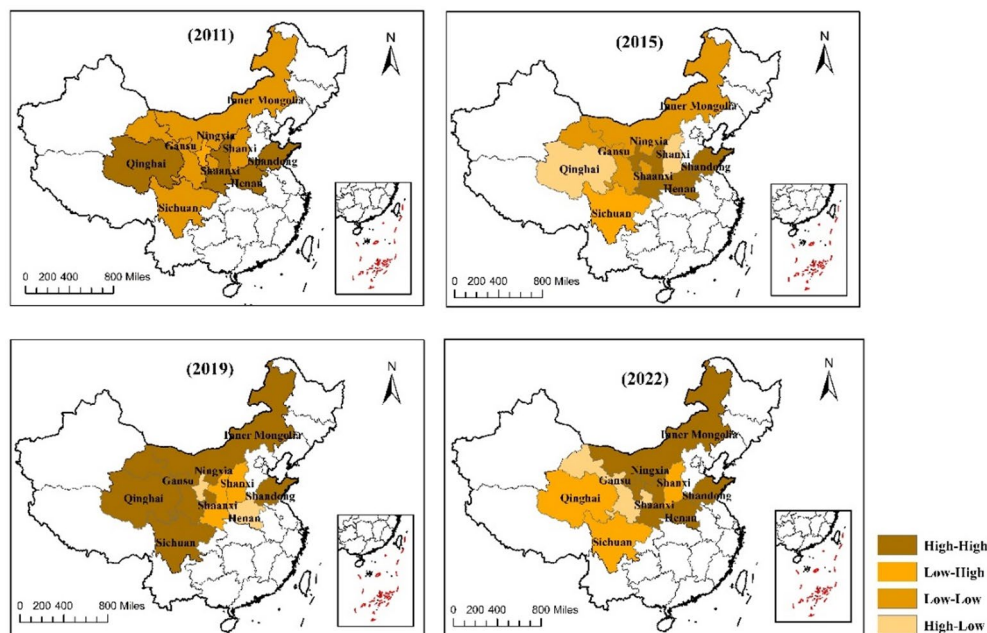 (2011)
N
Inner Mongolia
Ningxia
Gansu
Shanxi
Qinghai
Shandong
Shaanxi
Henan
Sichuan
0 200 400 800 Miles
(2015)
N
Inner Mongolia
Ningxia
Gansu
Shanxi
Qinghai
Shandong
Shaanxi
Henan
Sichuan
0 200 400 800 Miles
(2019)
N
Inner Mongolia
Ningxia
Gansu
Shanxi
Qinghai
Shandong
Shaanxi
Henan
Sichuan
0 200 400 800 Miles
(2022)
N
Inner Mongolia
Ningxia
Gansu
Shanxi
Qinghai
Shandong
Shaanxi
Henan
Sichuan
0 200 400 800 Miles
High-High
Low-High
Low-Low
High-Low